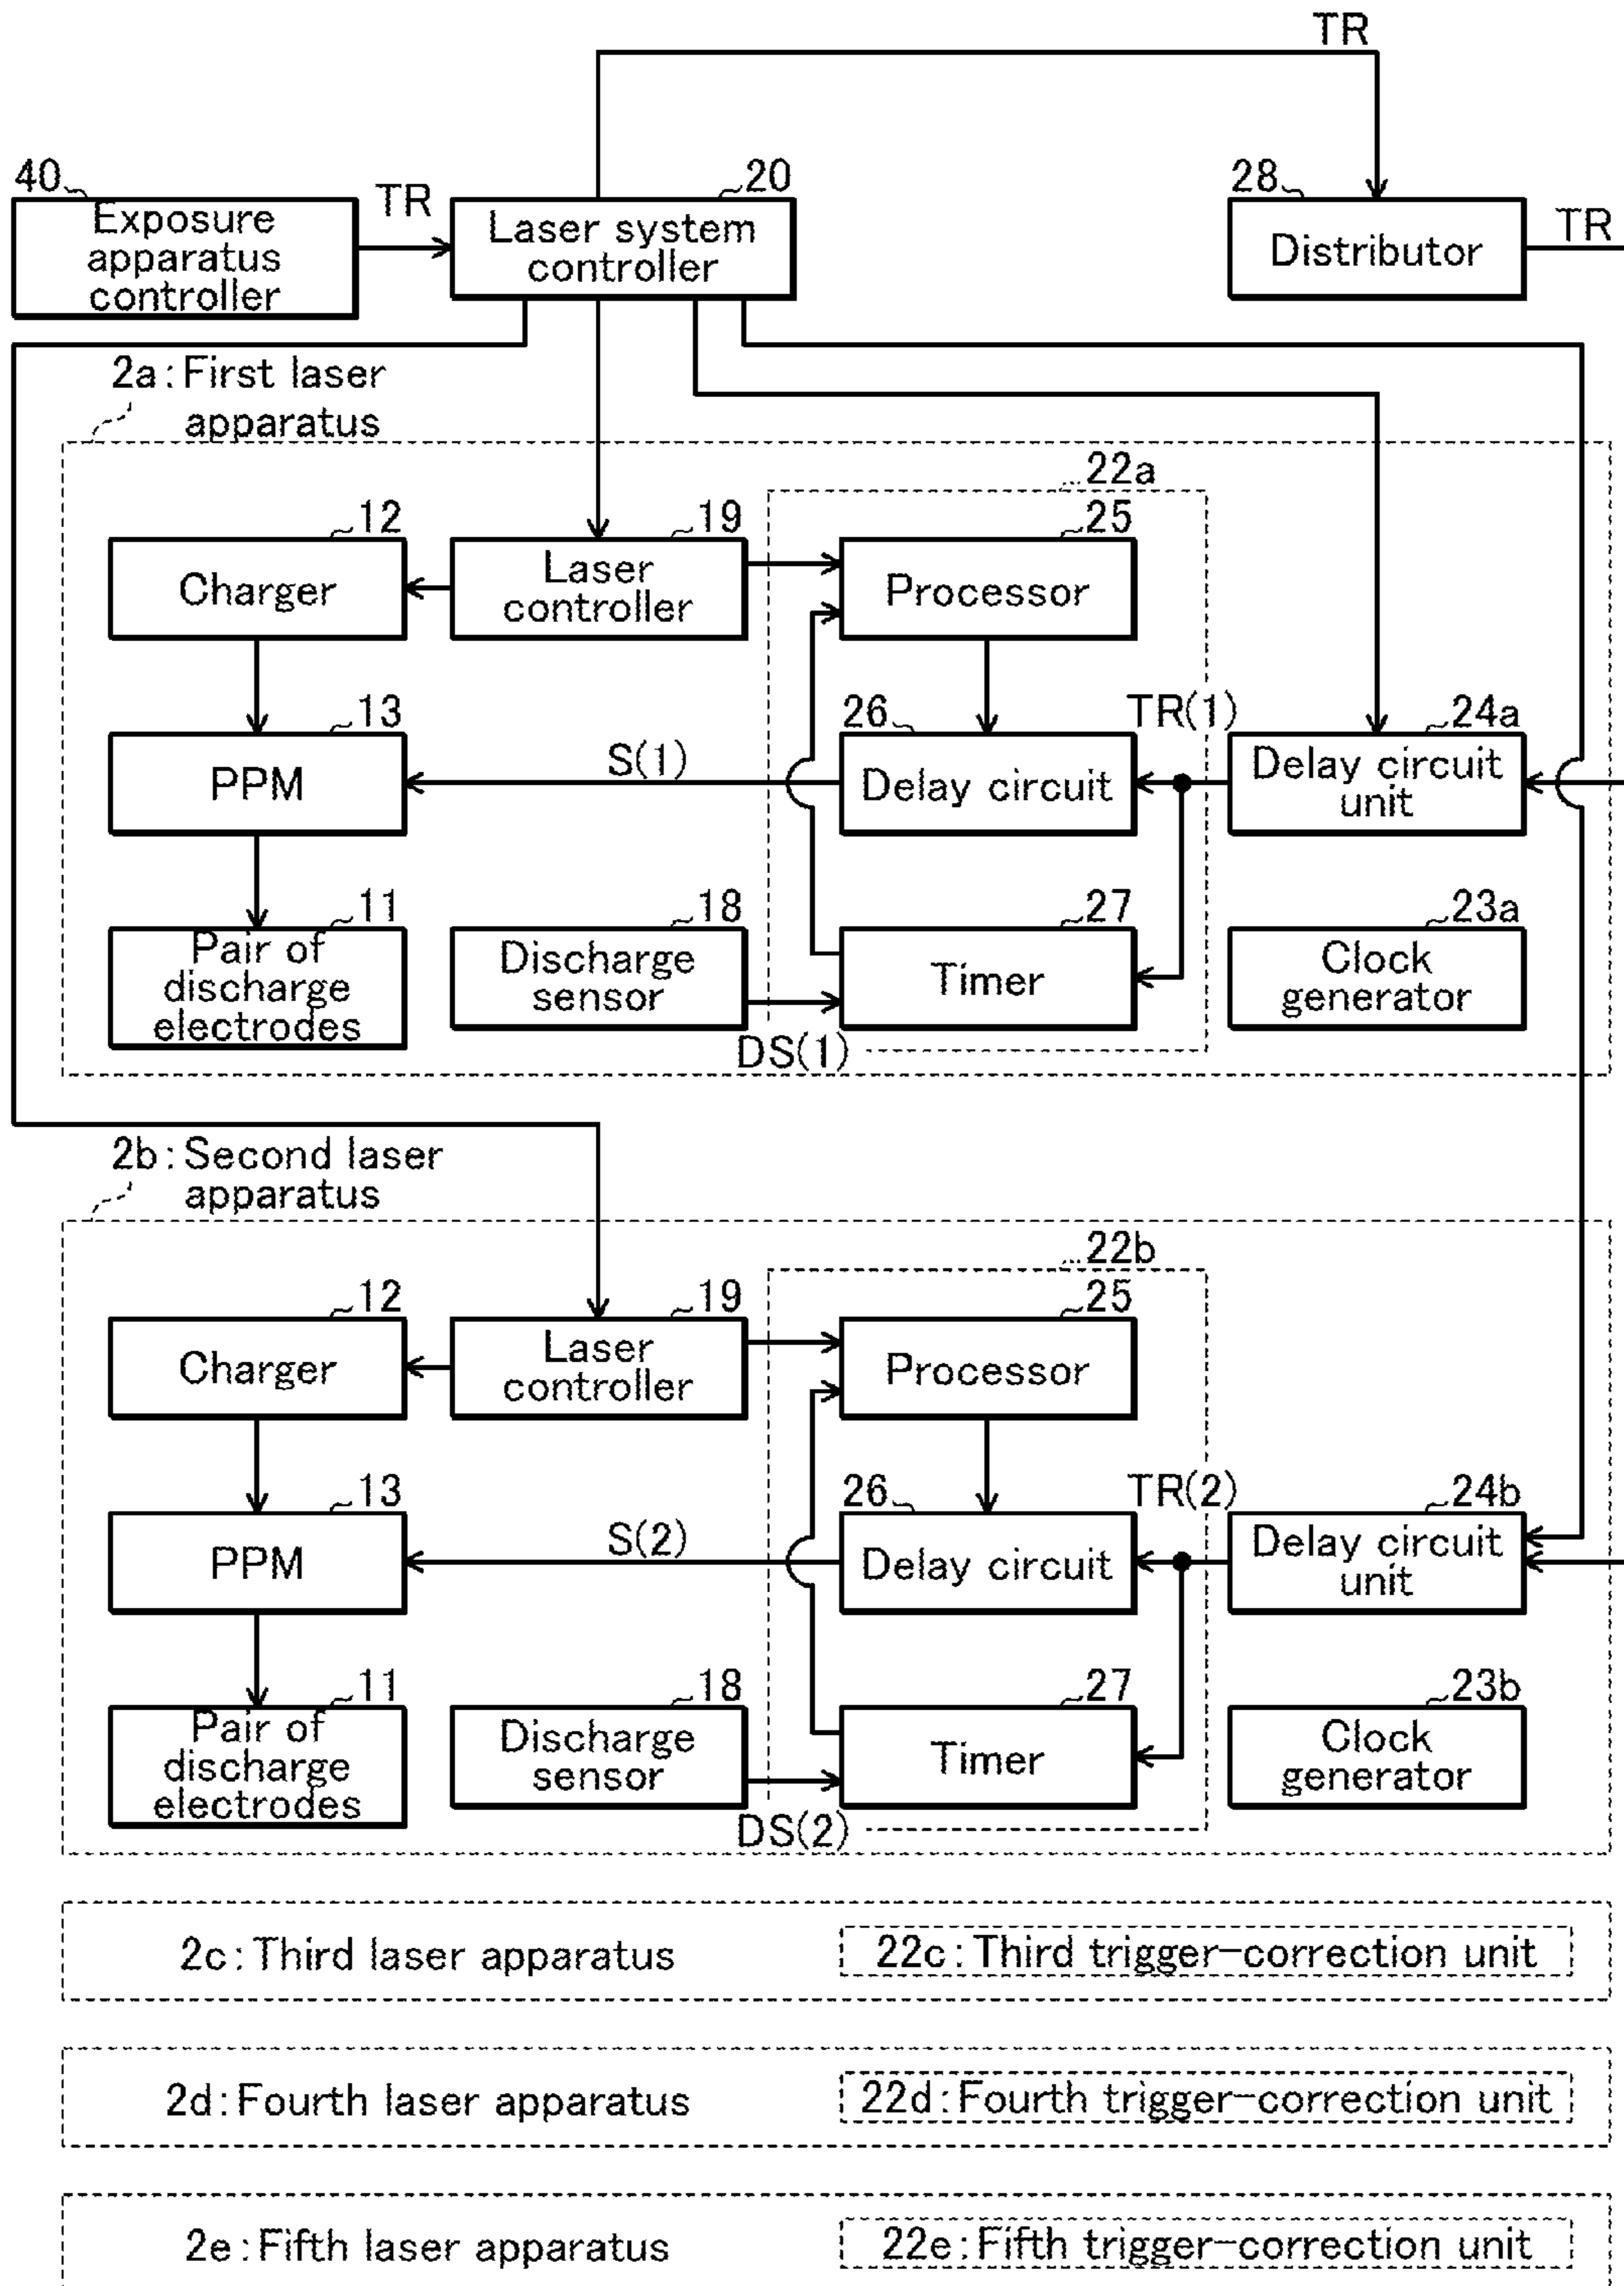 TR
40
TR
20
28
TR
Exposure
apparatus
controller
Laser system
controller
Distributor
2a:First laser
apparatus
22a
12
19
25
Charger
Laser
controller
Processor
13
26
TR(1)
24a
PPM
S(1)
Delay circuit
Delay circuit
unit
11
18
27
23a
Pair of
discharge
electrodes
Discharge
sensor
Timer
Clock
generator
DS(1)
2b:Second laser
apparatus
22b
12
19
25
Charger
Laser
controller
Processor
13
26
TR(2)
24b
PPM
S(2)
Delay circuit
Delay circuit
unit
11
18
27
23b
Pair of
discharge
electrodes
Discharge
sensor
Timer
Clock
generator
DS(2)
2c:Third laser apparatus
22c:Third trigger-correction unit
2d:Fourth laser apparatus
22d:Fourth trigger-correction unit
2e:Fifth laser apparatus
22e:Fifth trigger-correction unit